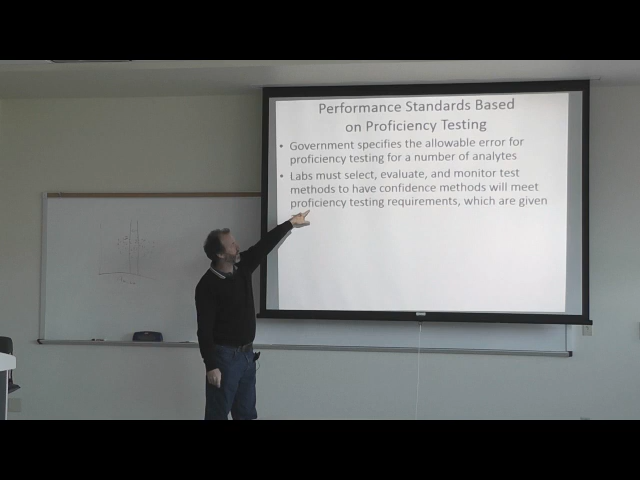 Performance Standards Based
on Proficiency Testing
• Government specifies the allowable error for
proficiency testing for a number of analytes
• Labs must select, evaluate, and monitor test
methods to have confidence methods will meet
proficiency testing requirements, which are given